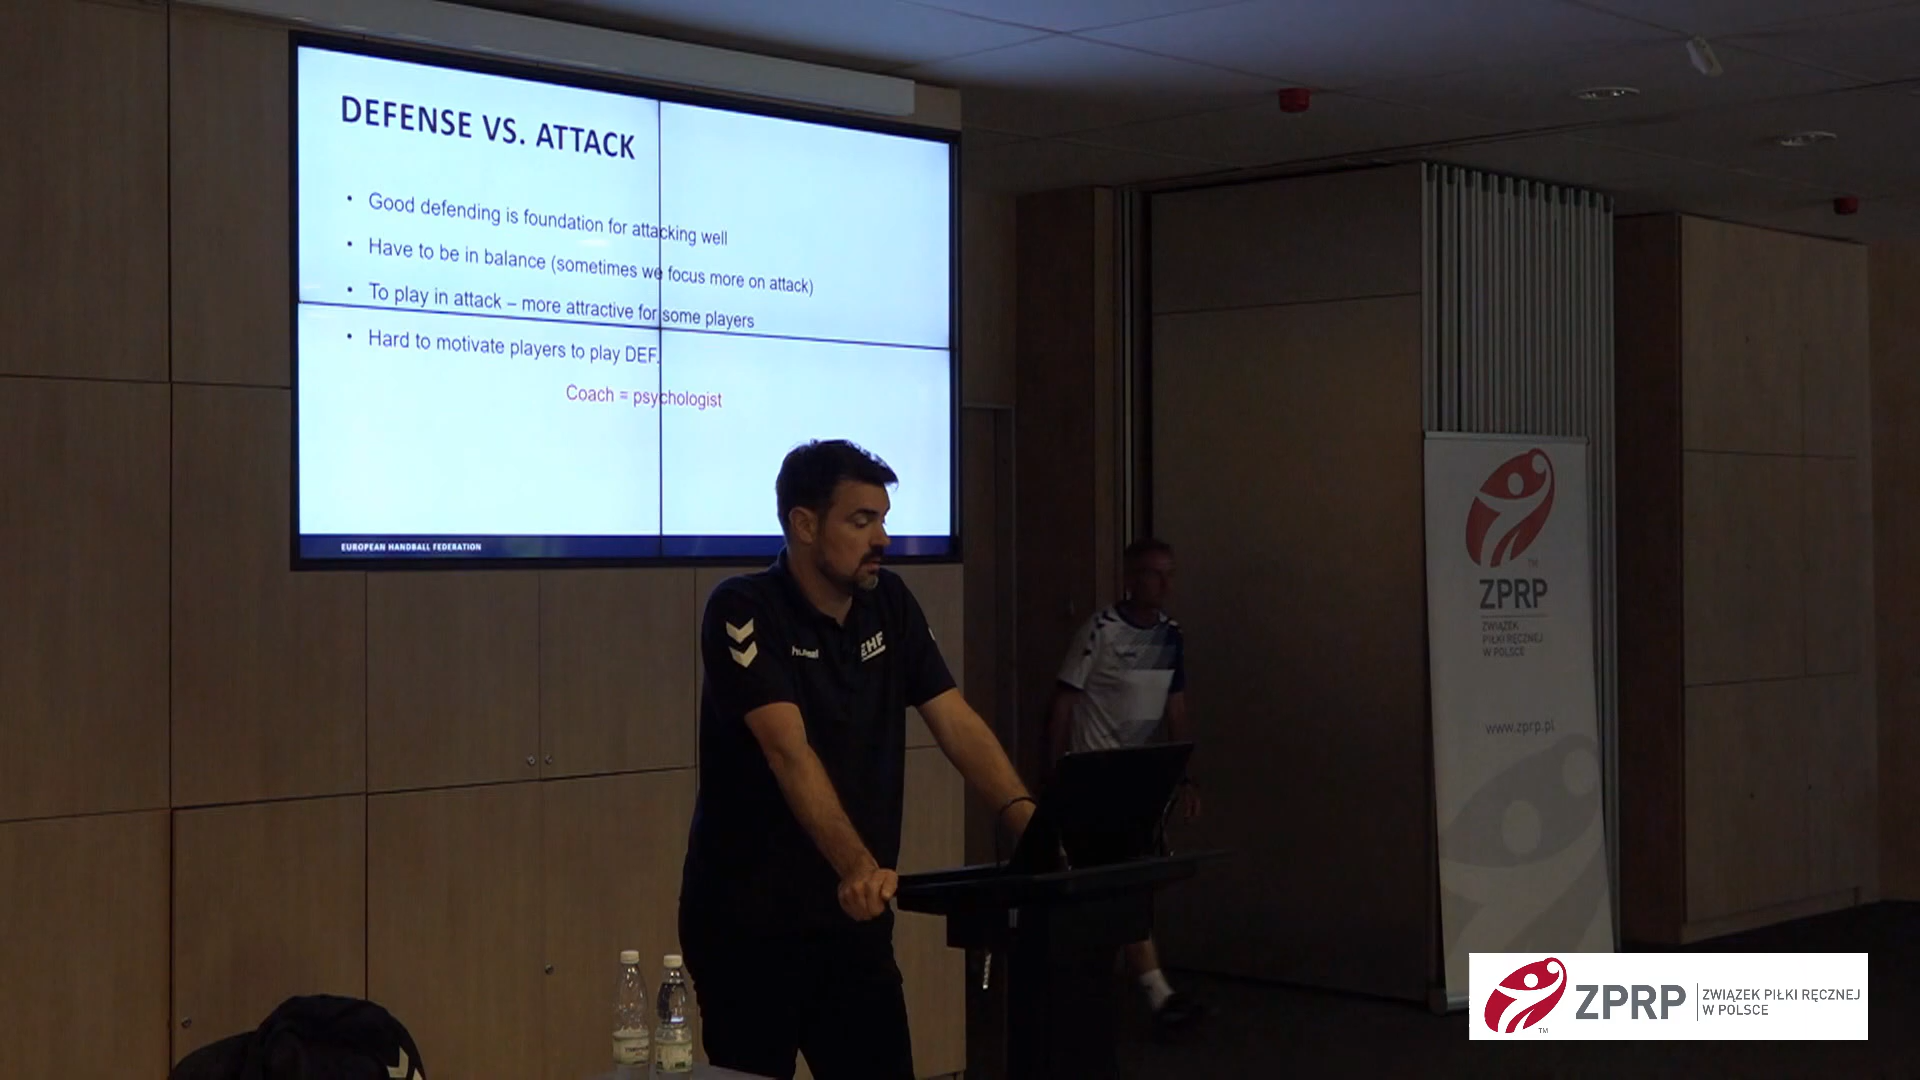 DEFENSE VS. ATTACK
• Good defending is foundation for attacking well
• Have to be in balance (sometimes we focus more on attack)
• To play in attack – more attractive for some players
• Hard to motivate players to play DEF.
Coach = psychologist
EUROPEAN HANDBALL FEDERATION
hummel
EHF
TM
ZPRP
ZWIĄZEK
PIŁKI RĘCZNEJ
W POLSCE
www.zprp.pl
TM
ZPRP
ZWIĄZEK PIŁKI RĘCZNEJ
W POLSCE